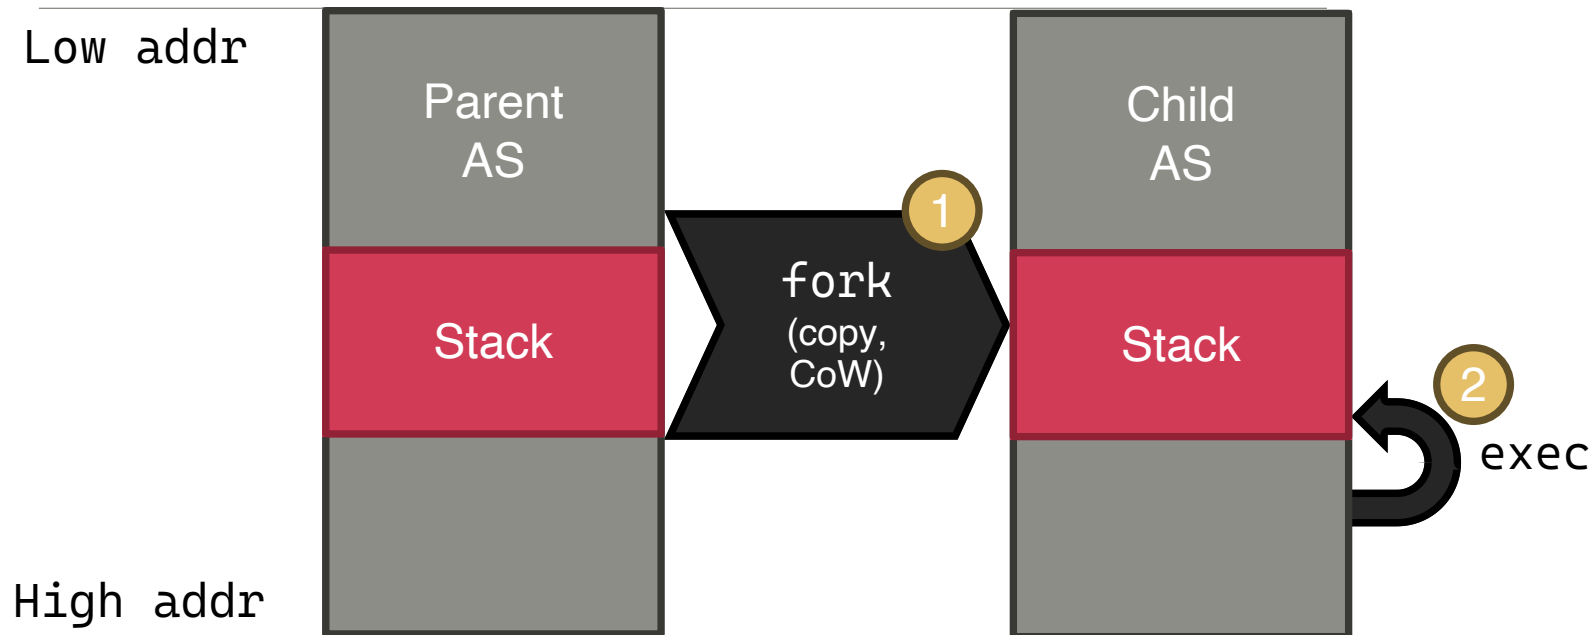 Low addr
Parent
AS
Child
AS
1
fork
(copy,
CoW)
Stack
Stack
2
exec
High addr